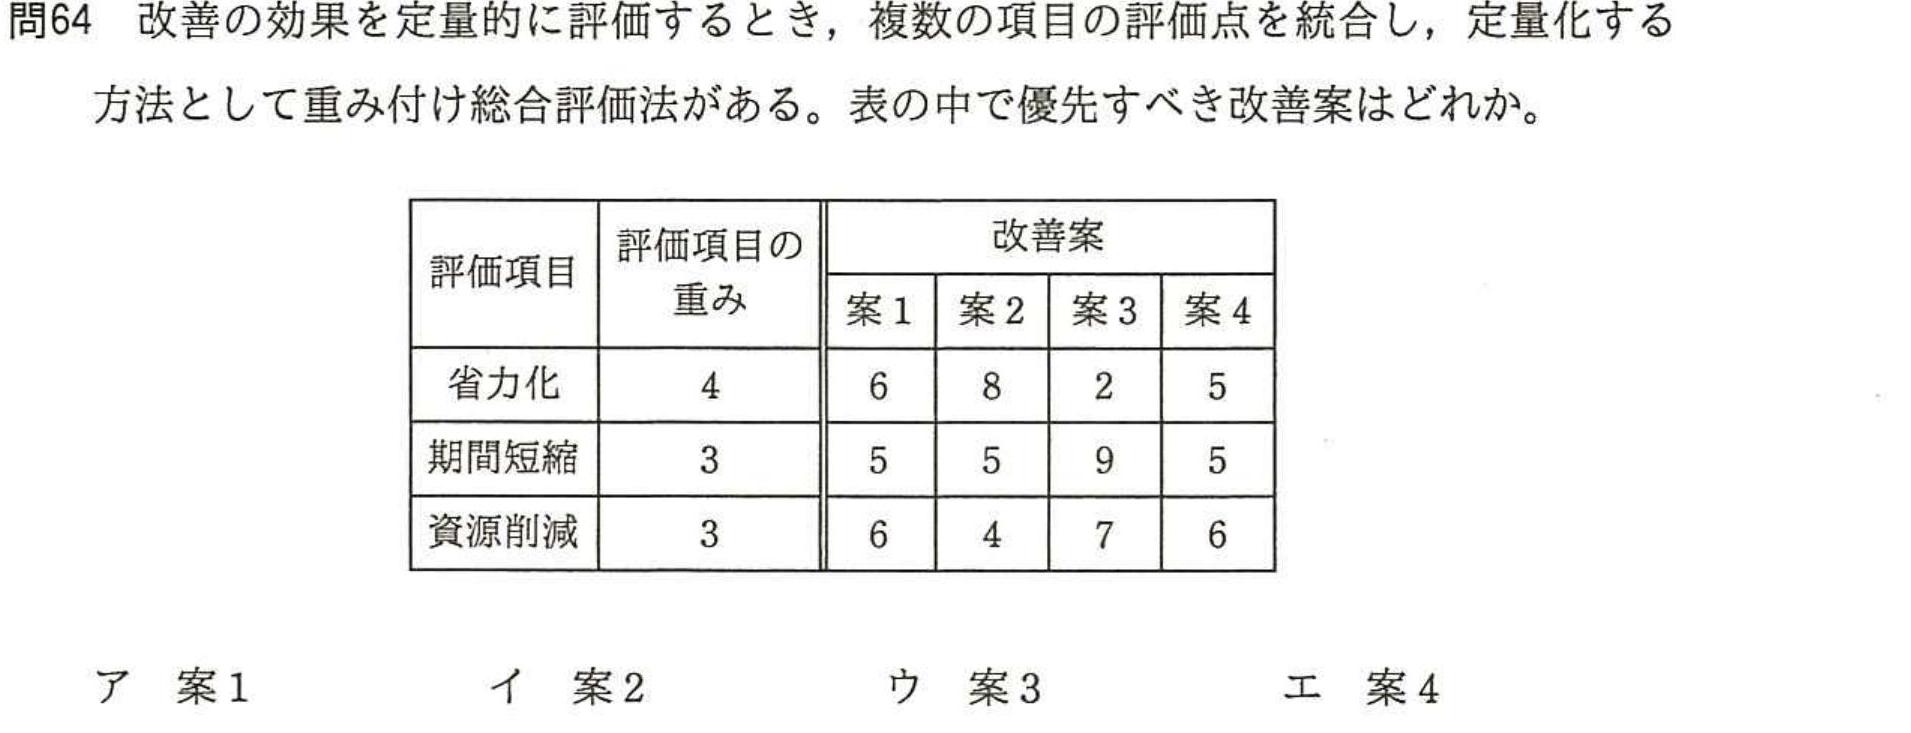 問64 改善の効果を定量的に評価するとき，複数の項目の評価点を統合し，定量化する
方法として重み付け総合評価法がある。表の中で優先すべき改善案はどれか。
評価項目 評価項目の重み 改善案
案1 案2 案3 案4
省力化 4 6 8 2 5
期間短縮 3 5 5 9 5
資源削減 3 6 4 7 6
ア 案1 イ 案2 ウ 案3 エ 案4